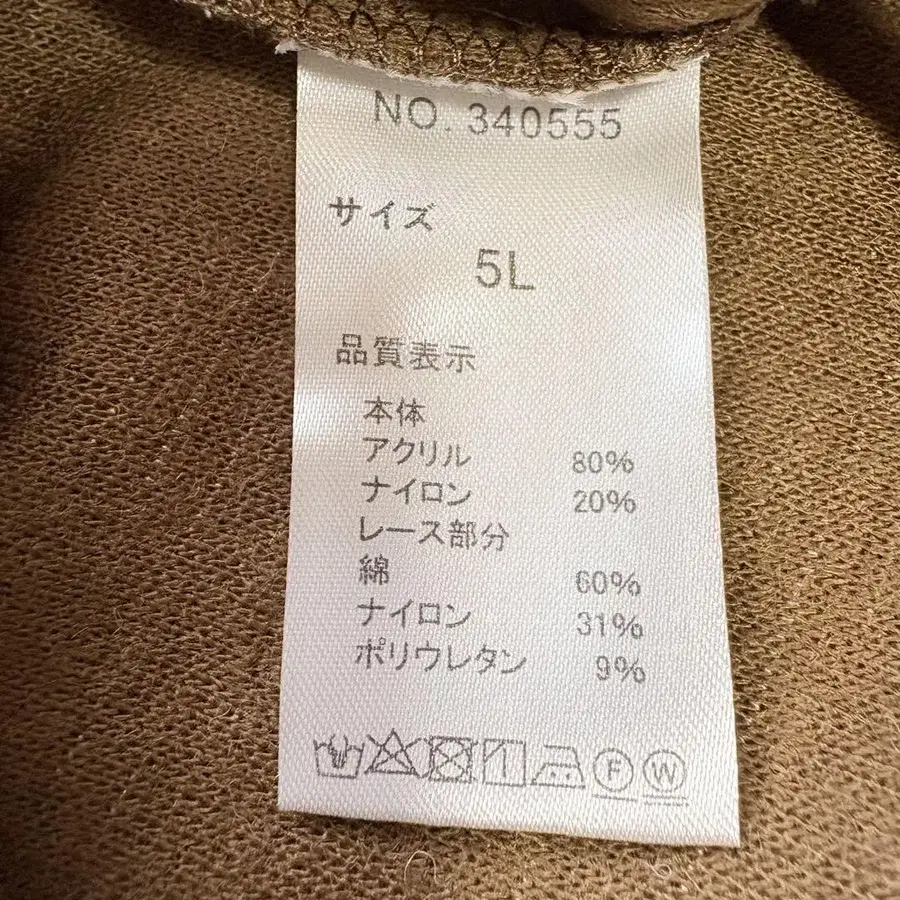 NO. 340555
サイズ
5L
品質表示
本体
アクリル 80%
ナイロン 20%
レース部分
綿 60%
ナイロン 31%
ポリウレタン 9%
F W